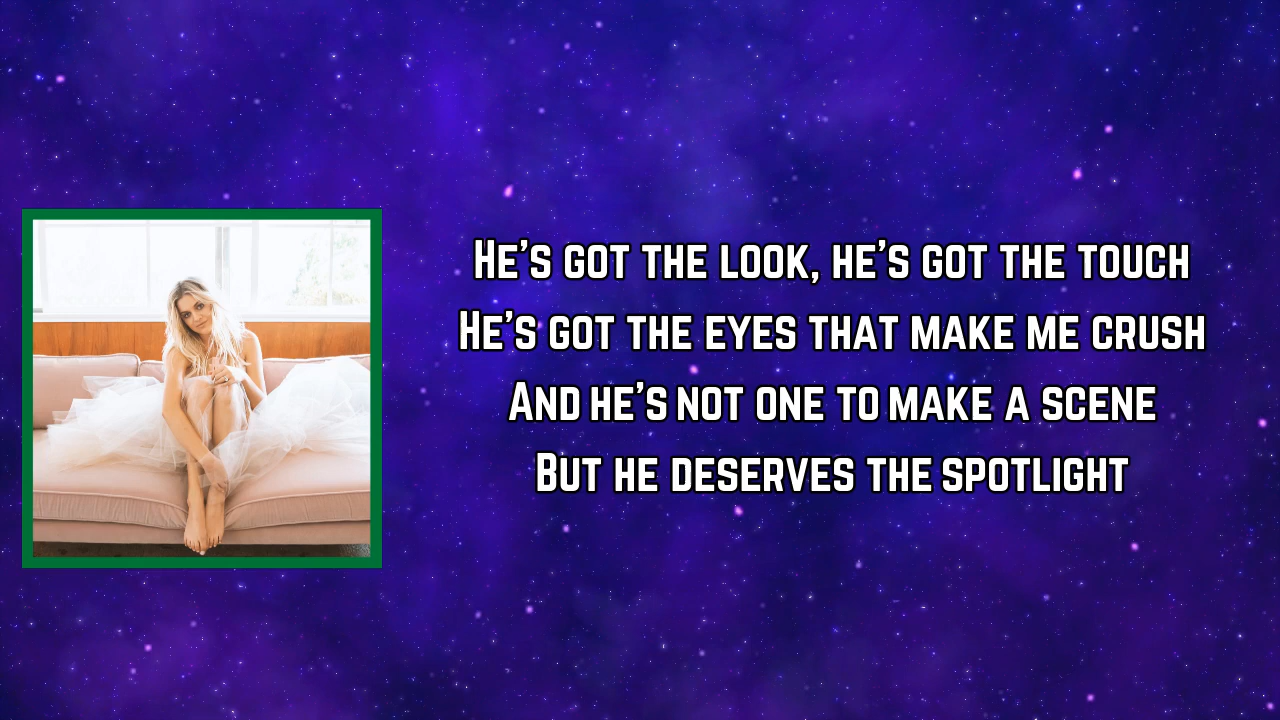 He's got the look, he's got the touch
He's got the eyes that make me crush
And he's not one to make a scene
But he deserves the spotlight